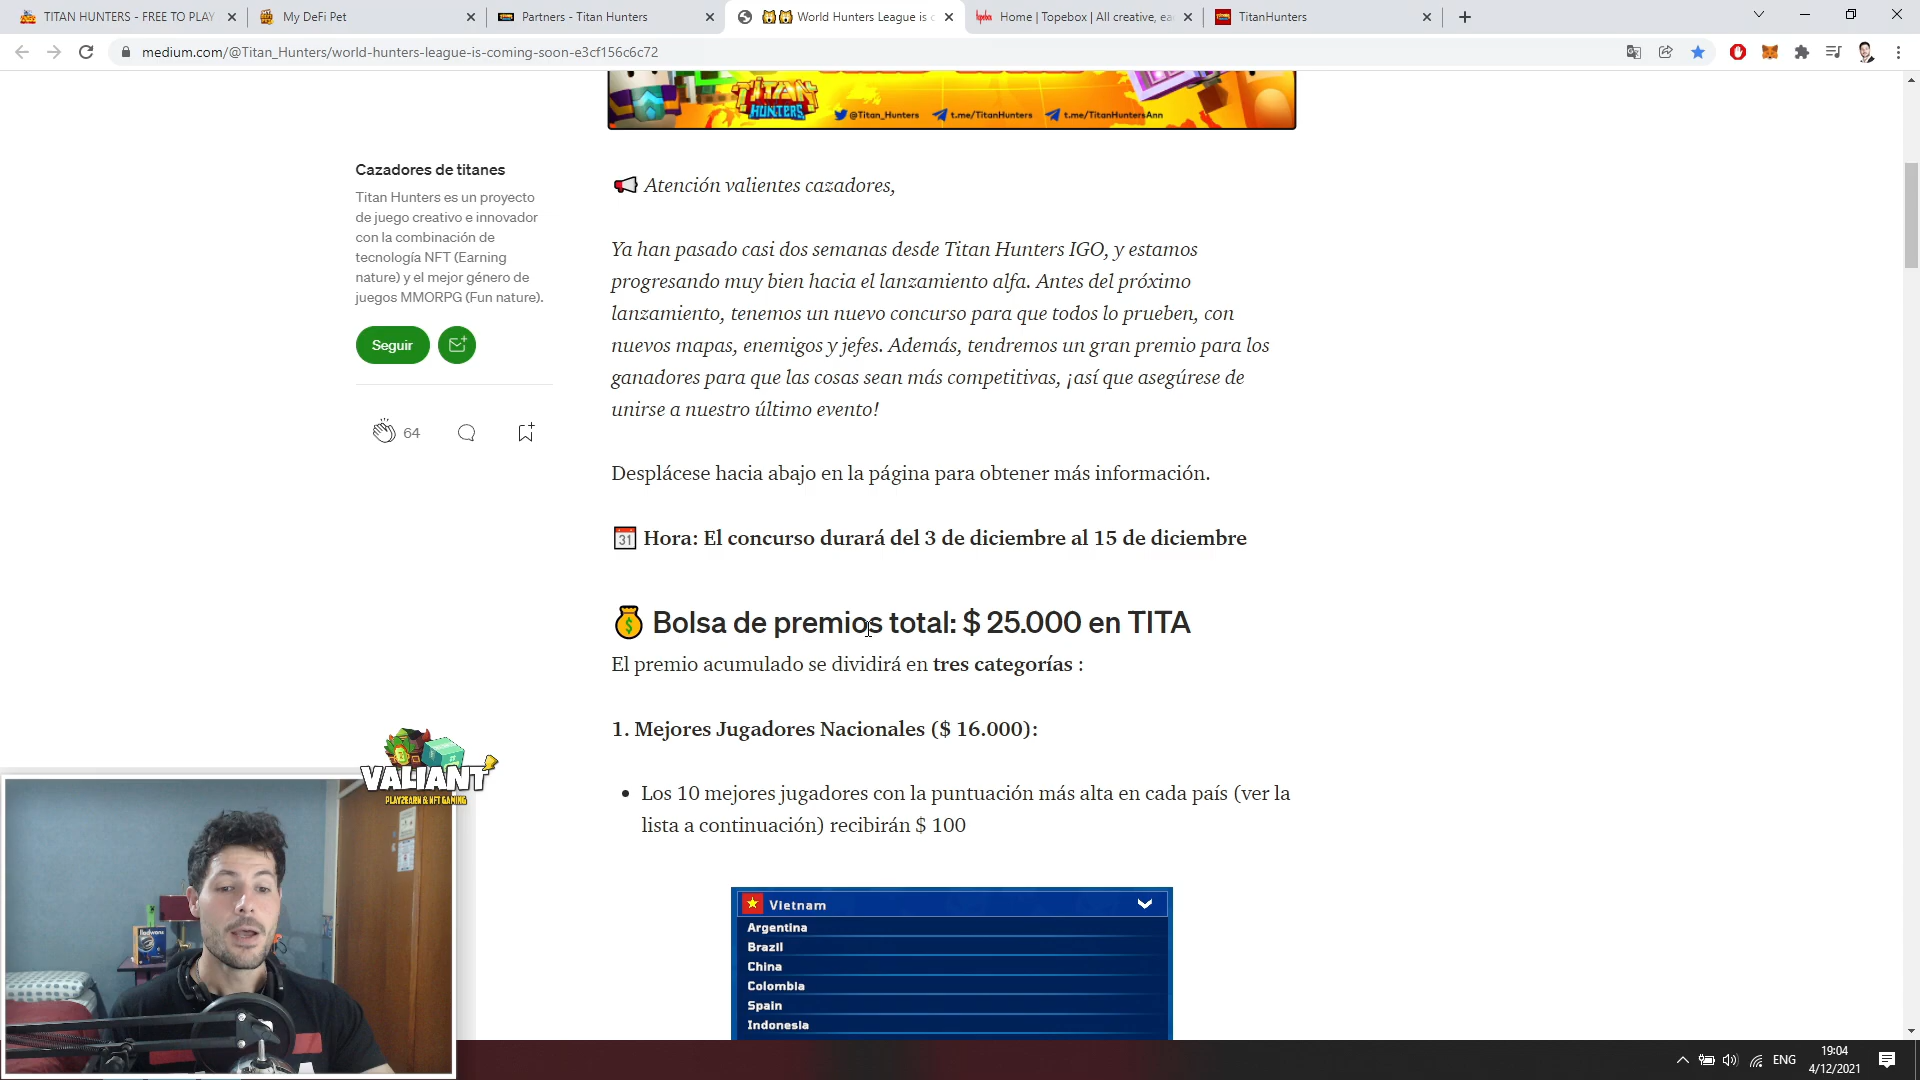 TITAN HUNTERS - FREE TO PLAY
My DeFi Pet
Partners - Titan Hunters
World Hunters League is c
Home | Topebox | All creative, ea
TitanHunters
medium.com/@Titan_Hunters/world-hunters-league-is-coming-soon-e3cf156c6c72
TITAN
HUNTERS
@Titan_Hunters
t.me/TitanHunters
t.me/TitanHuntersAnn
Cazadores de titanes
Titan Hunters es un proyecto
de juego creativo e innovador
con la combinación de
tecnología NFT (Earning
nature) y el mejor género de
juegos MMORPG (Fun nature).
Seguir
64
Atención valientes cazadores,
Ya han pasado casi dos semanas desde Titan Hunters IGO, y estamos
progresando muy bien hacia el lanzamiento alfa. Antes del próximo
lanzamiento, tenemos un nuevo concurso para que todos lo prueben, con
nuevos mapas, enemigos y jefes. Además, tendremos un gran premio para los
ganadores para que las cosas sean más competitivas, ¡así que asegúrese de
unirse a nuestro último evento!
Desplácese hacia abajo en la página para obtener más información.
31 Hora: El concurso durará del 3 de diciembre al 15 de diciembre
Bolsa de premios total: $ 25.000 en TITA
El premio acumulado se dividirá en tres categorías :
1. Mejores Jugadores Nacionales ($ 16.000):
• Los 10 mejores jugadores con la puntuación más alta en cada país (ver la
lista a continuación) recibirán $ 100
Vietnam
Argentina
Brazil
China
Colombia
Spain
Indonesia
VALIANT
PLAY2EARN & NFT GAMING
ENG
19:04
4/12/2021